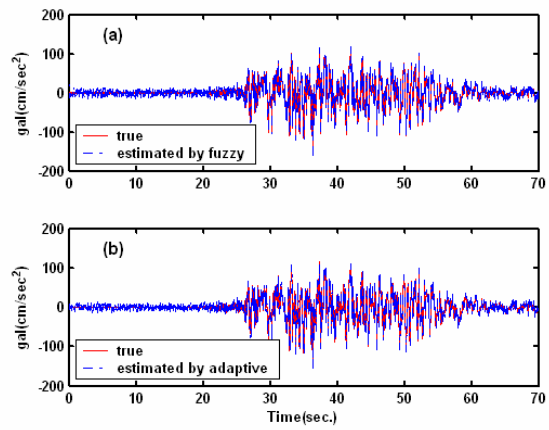 200
(a)
100
0
-100
-200
gal(cm/sec²)
true
estimated by fuzzy
0 10 20 30 40 50 60 70
200
(b)
100
0
-100
-200
gal(cm/sec²)
true
estimated by adaptive
0 10 20 30 40 50 60 70
Time(sec.)